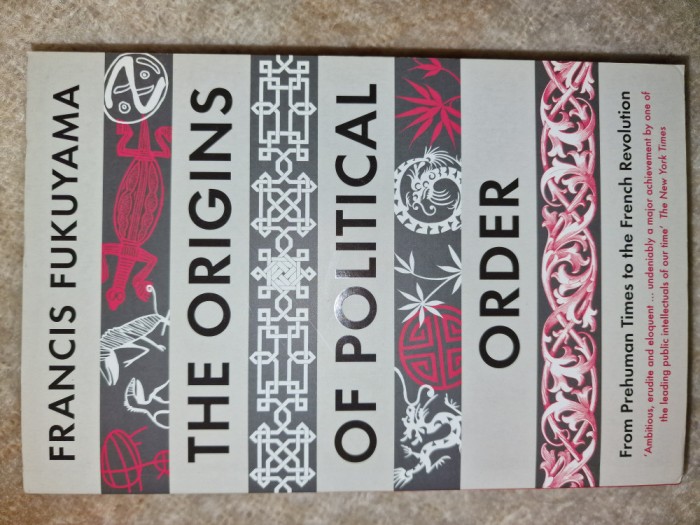 FRANCIS FUKUYAMA
THE ORIGINS
OF POLITICAL
ORDER
From Prehuman Times to the French Revolution
'Ambitious, erudite and eloquent ... undeniably a major achievement by one of
the leading public intellectuals of our time' The New York Times